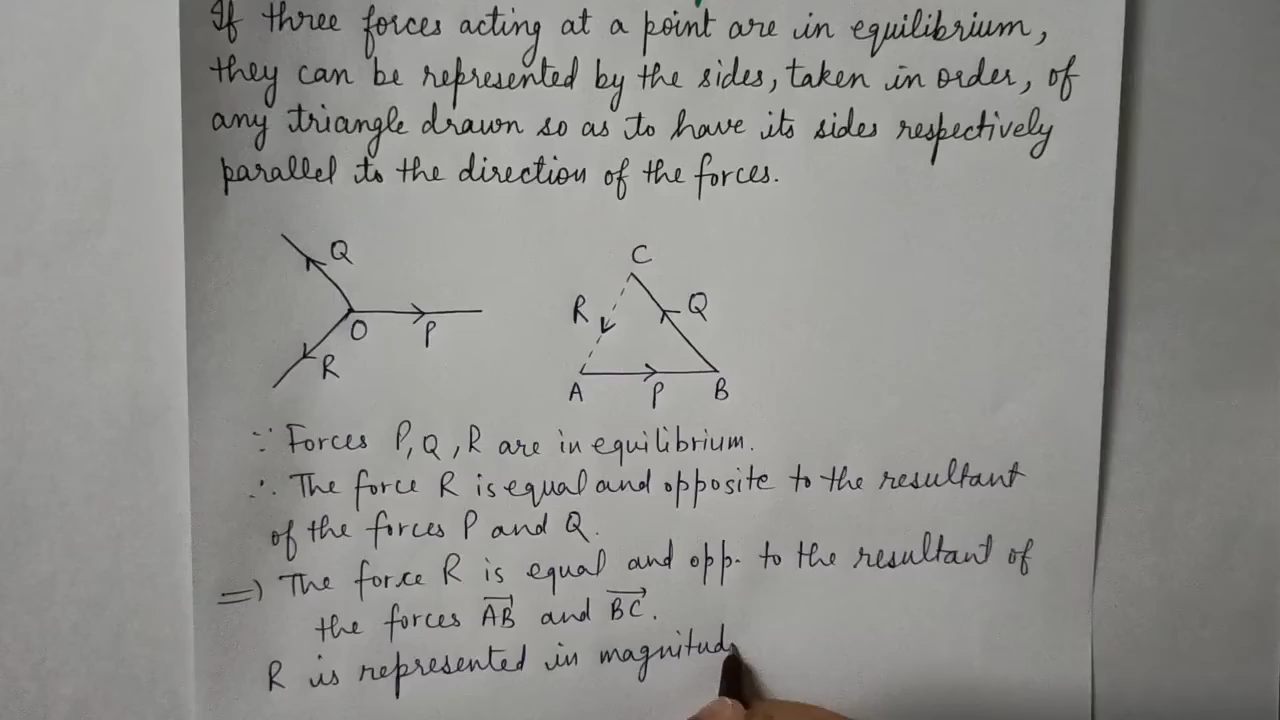 If three forces acting at a point are in equilibrium,
they can be represented by the sides, taken in order, of
any triangle drawn so as to have its sides respectively
parallel to the direction of the forces.
Q
O
P
R
C
R
Q
A
P
B
∵ Forces P, Q, R are in equilibrium.
∴ The force R is equal and opposite to the resultant
of the forces P and Q.
=) The force R is equal and opp. to the resultant of
the forces A⃗B⃗ and B⃗C⃗.
R is represented in magnitud